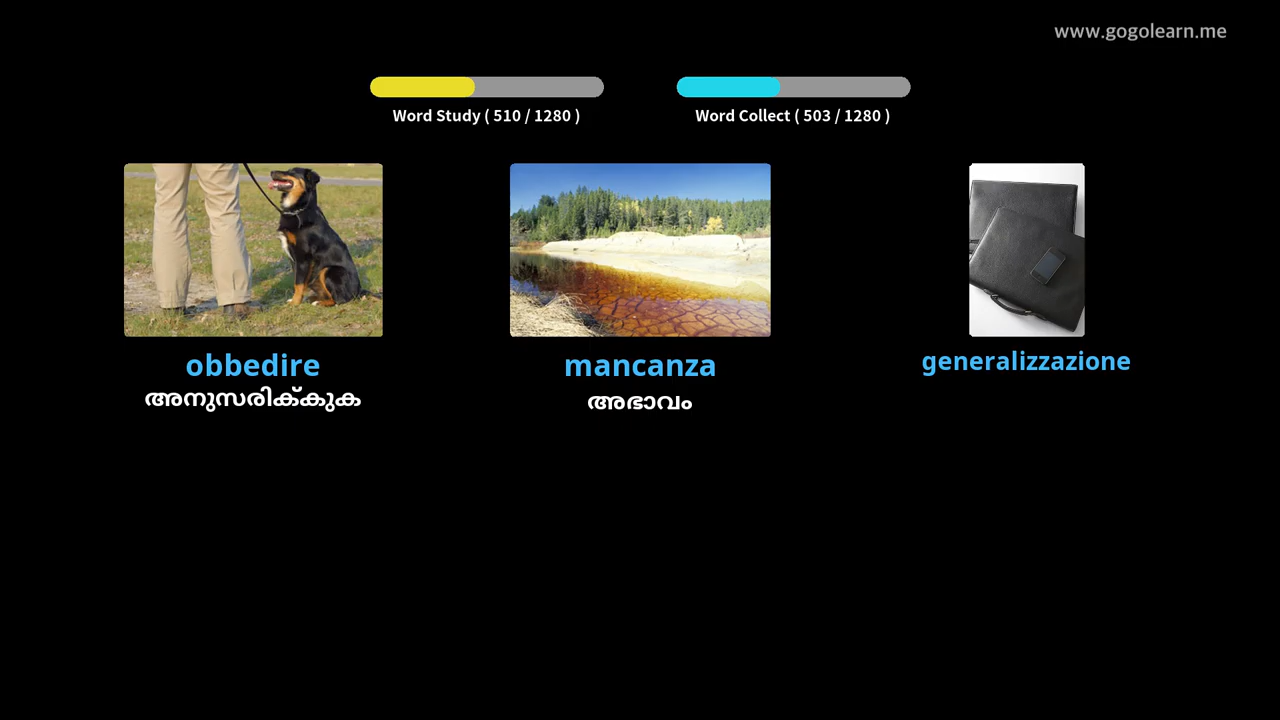 www.gogolearn.me
Word Study ( 510 / 1280 )
Word Collect ( 503 / 1280 )
obbedire
mancanza
generalizzazione
അനുസരിക്കുക
അഭാവം